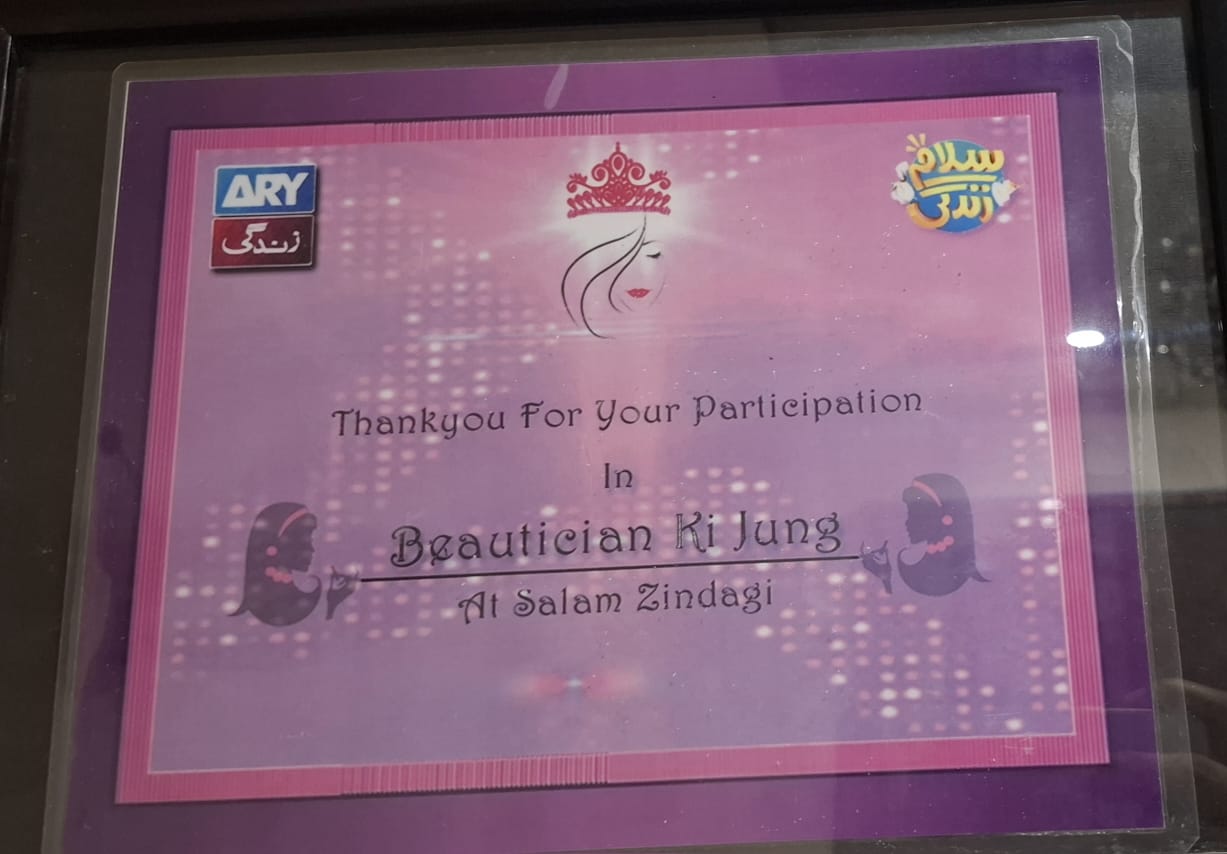 ARY
زندگی
سلام
زندگی
Thankyou For Your Participation
In
Beautician Ki Jung
At Salam Zindagi